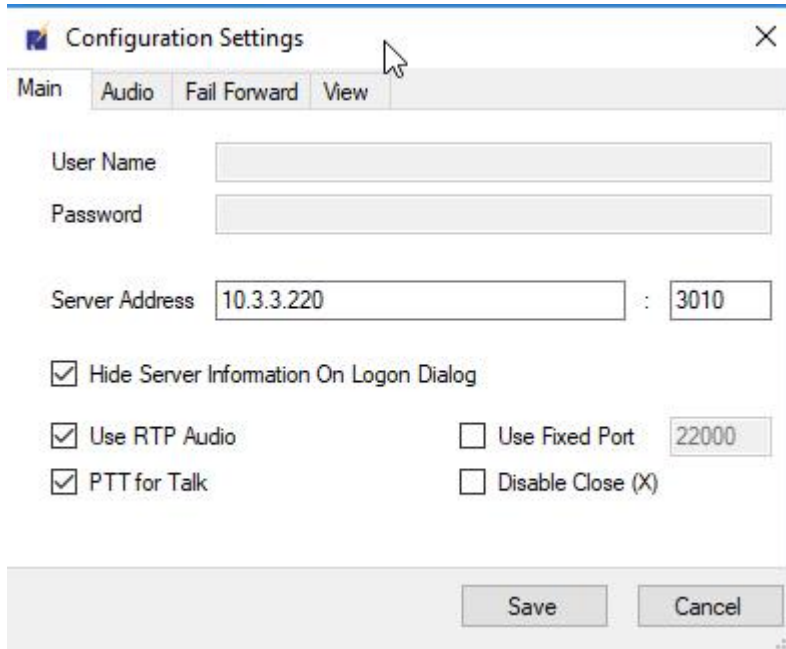 Configuration Settings
Main Audio Fail Forward View
User Name
Password
Server Address 10.3.3.220 : 3010
Hide Server Information On Logon Dialog
Use RTP Audio Use Fixed Port 22000
PTT for Talk Disable Close (X)
Save Cancel